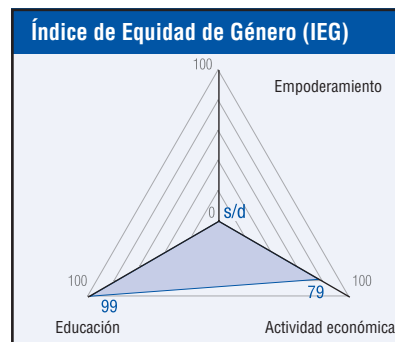 Índice de Equidad de Género (IEG)
100
Empoderamiento
0
s/d
100
100
99
79
Educación
Actividad económica